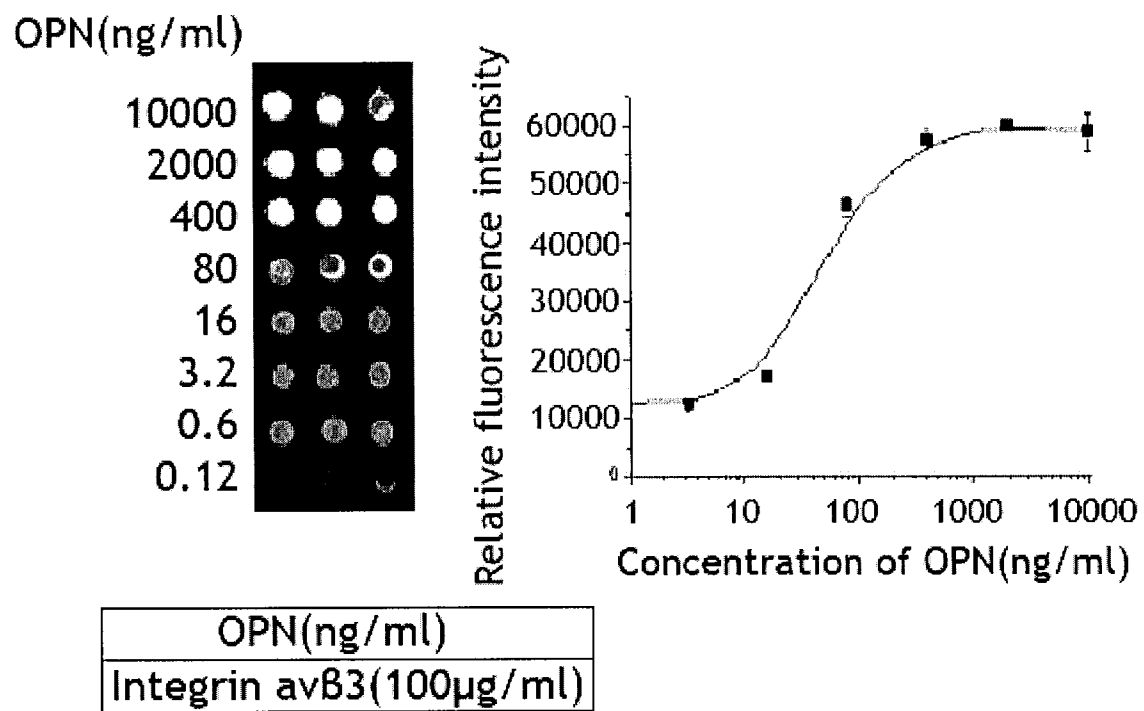 OPN(ng/ml)
10000
2000
400
80
16
3.2
0.6
0.12
Relative fluorescence intensity
60000
50000
40000
30000
20000
10000
0
1 10 100 1000 10000
Concentration of OPN(ng/ml)
OPN(ng/ml)
Integrin avß3(100µg/ml)